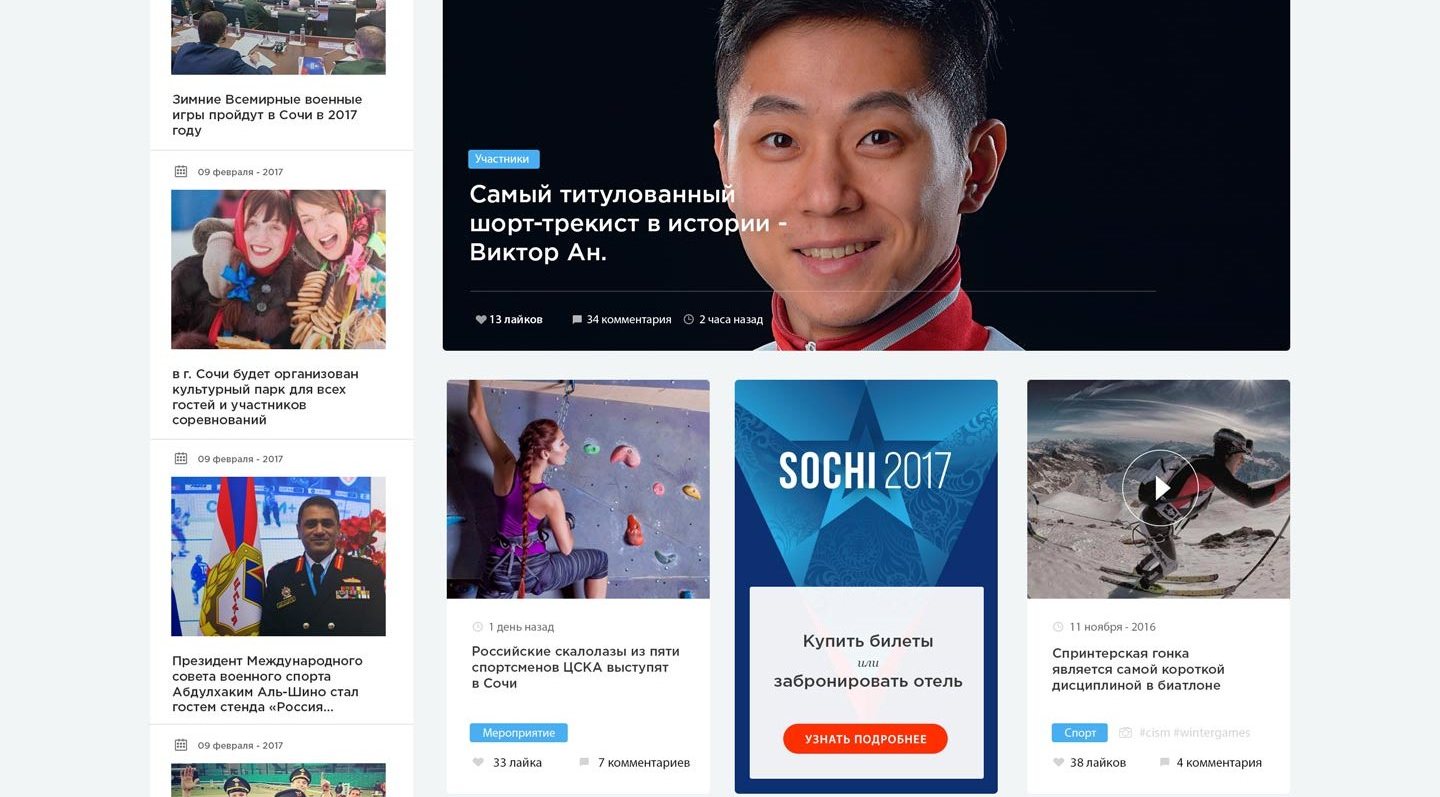 Зимние Всемирные военные
игры пройдут в Сочи в 2017
году
09 февраля - 2017
в г. Сочи будет организован
культурный парк для всех
гостей и участников
соревнований
09 февраля - 2017
Президент Международного
совета военного спорта
Абдулхаким Аль-Шино стал
гостем стенда «Россия...
09 февраля - 2017
Участники
Самый титулованный
шорт-трекист в истории -
Виктор Ан.
13 лайков
34 комментария
2 часа назад
1 день назад
Российские скалолазы из пяти
спортсменов ЦСКА выступят
в Сочи
Мероприятие
33 лайка
7 комментариев
SOCHI 2017
Купить билеты
или
забронировать отель
УЗНАТЬ ПОДРОБНЕЕ
11 ноября - 2016
Спринтерская гонка
является самой короткой
дисциплиной в биатлоне
Спорт
#cism #wintergames
38 лайков
4 комментария